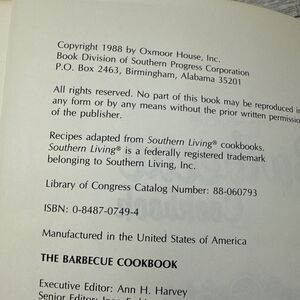 Copyright 1988 by Oxmoor House, Inc.
Book Division of Southern Progress Corporation
P.O. Box 2463, Birmingham, Alabama 35201
All rights reserved. No part of this book may be reproduced in
any form or by any means without the prior written permission
of the publisher.
Recipes adapted from Southern Living® cookbooks.
Southern Living® is a federally registered trademark
belonging to Southern Living, Inc.
Library of Congress Catalog Number: 88-060793
ISBN: 0-8487-0749-4
Manufactured in the United States of America
THE BARBECUE COOKBOOK
Executive Editor: Ann H. Harvey
Senior Editor: Joan